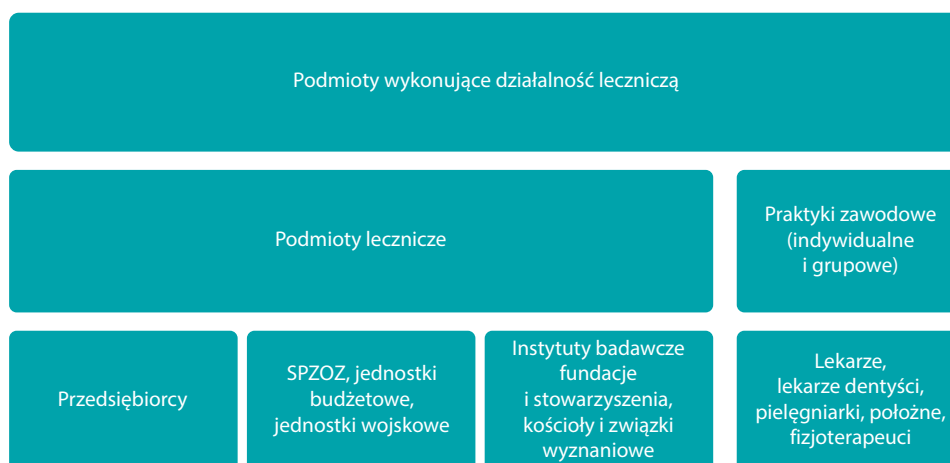 Podmioty wykonujące działalność leczniczą
Podmioty lecznicze
Praktyki zawodowe
(indywidualne
i grupowe)
Przedsiębiorcy
SPZOZ, jednostki
budżetowe,
jednostki wojskowe
Instytuty badawcze
fundacje
i stowarzyszenia,
kościoły i związki
wyznaniowe
Lekarze,
lekarze dentyści,
pielęgniarki, położne,
fizjoterapeuci